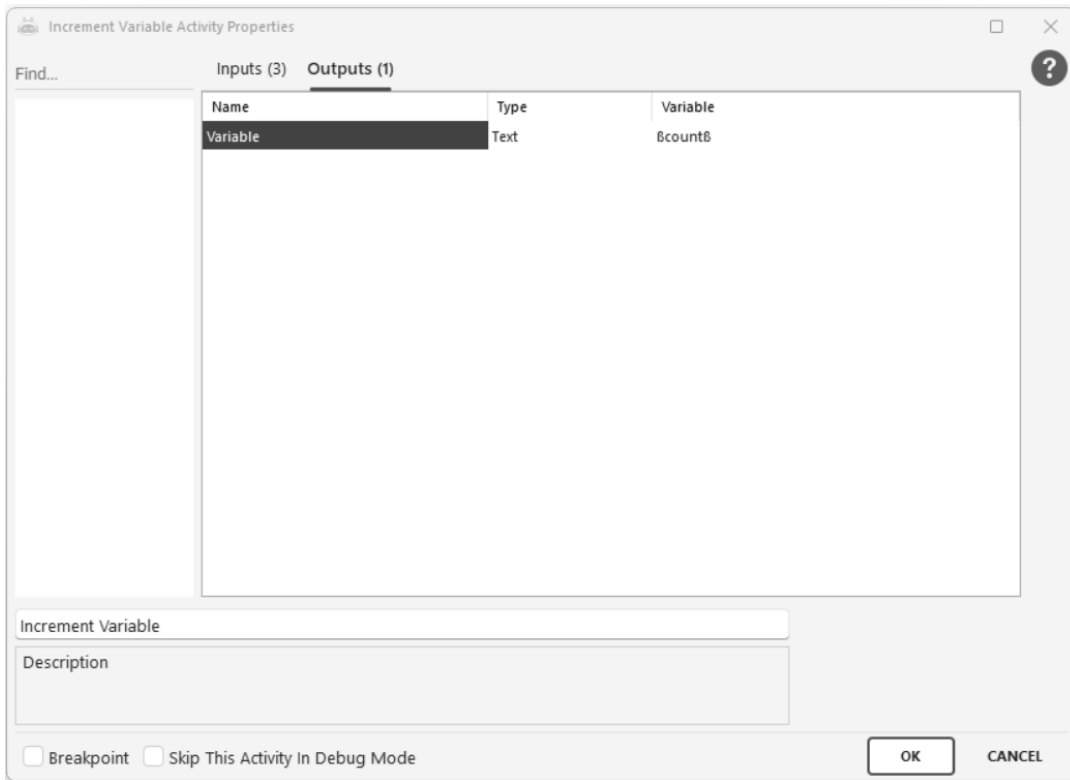 Increment Variable Activity Properties
Find...
Inputs (3) Outputs (1)
?
Name Type Variable
Variable Text ßcountß
Increment Variable
Description
Breakpoint Skip This Activity In Debug Mode OK CANCEL